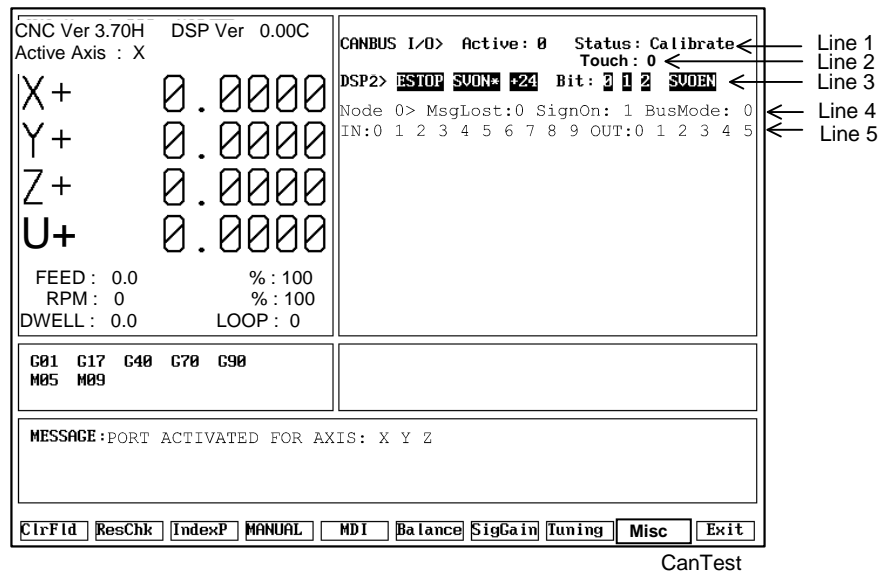 CNC Ver 3.70H DSP Ver 0.00C
Active Axis : X
X+ 0.0000
Y+ 0.0000
Z+ 0.0000
U+ 0.0000
FEED : 0.0 % : 100
RPM : 0 % : 100
DWELL : 0.0 LOOP : 0
CANBUS I/O> Active: 0 Status: Calibrate
Touch : 0
DSP2> ESTOP SVON* +24 Bit: 0 1 2 SVOEN
Node 0> MsgLost:0 SignOn: 1 BusMode: 0
IN:0 1 2 3 4 5 6 7 8 9 OUT:0 1 2 3 4 5
Line 1
Line 2
Line 3
Line 4
Line 5
G01 G17 G40 G70 G90
M05 M09
MESSAGE:PORT ACTIVATED FOR AXIS: X Y Z
ClrFld ResChk IndexP MANUAL MDI Balance SigGain Tuning Misc Exit
CanTest